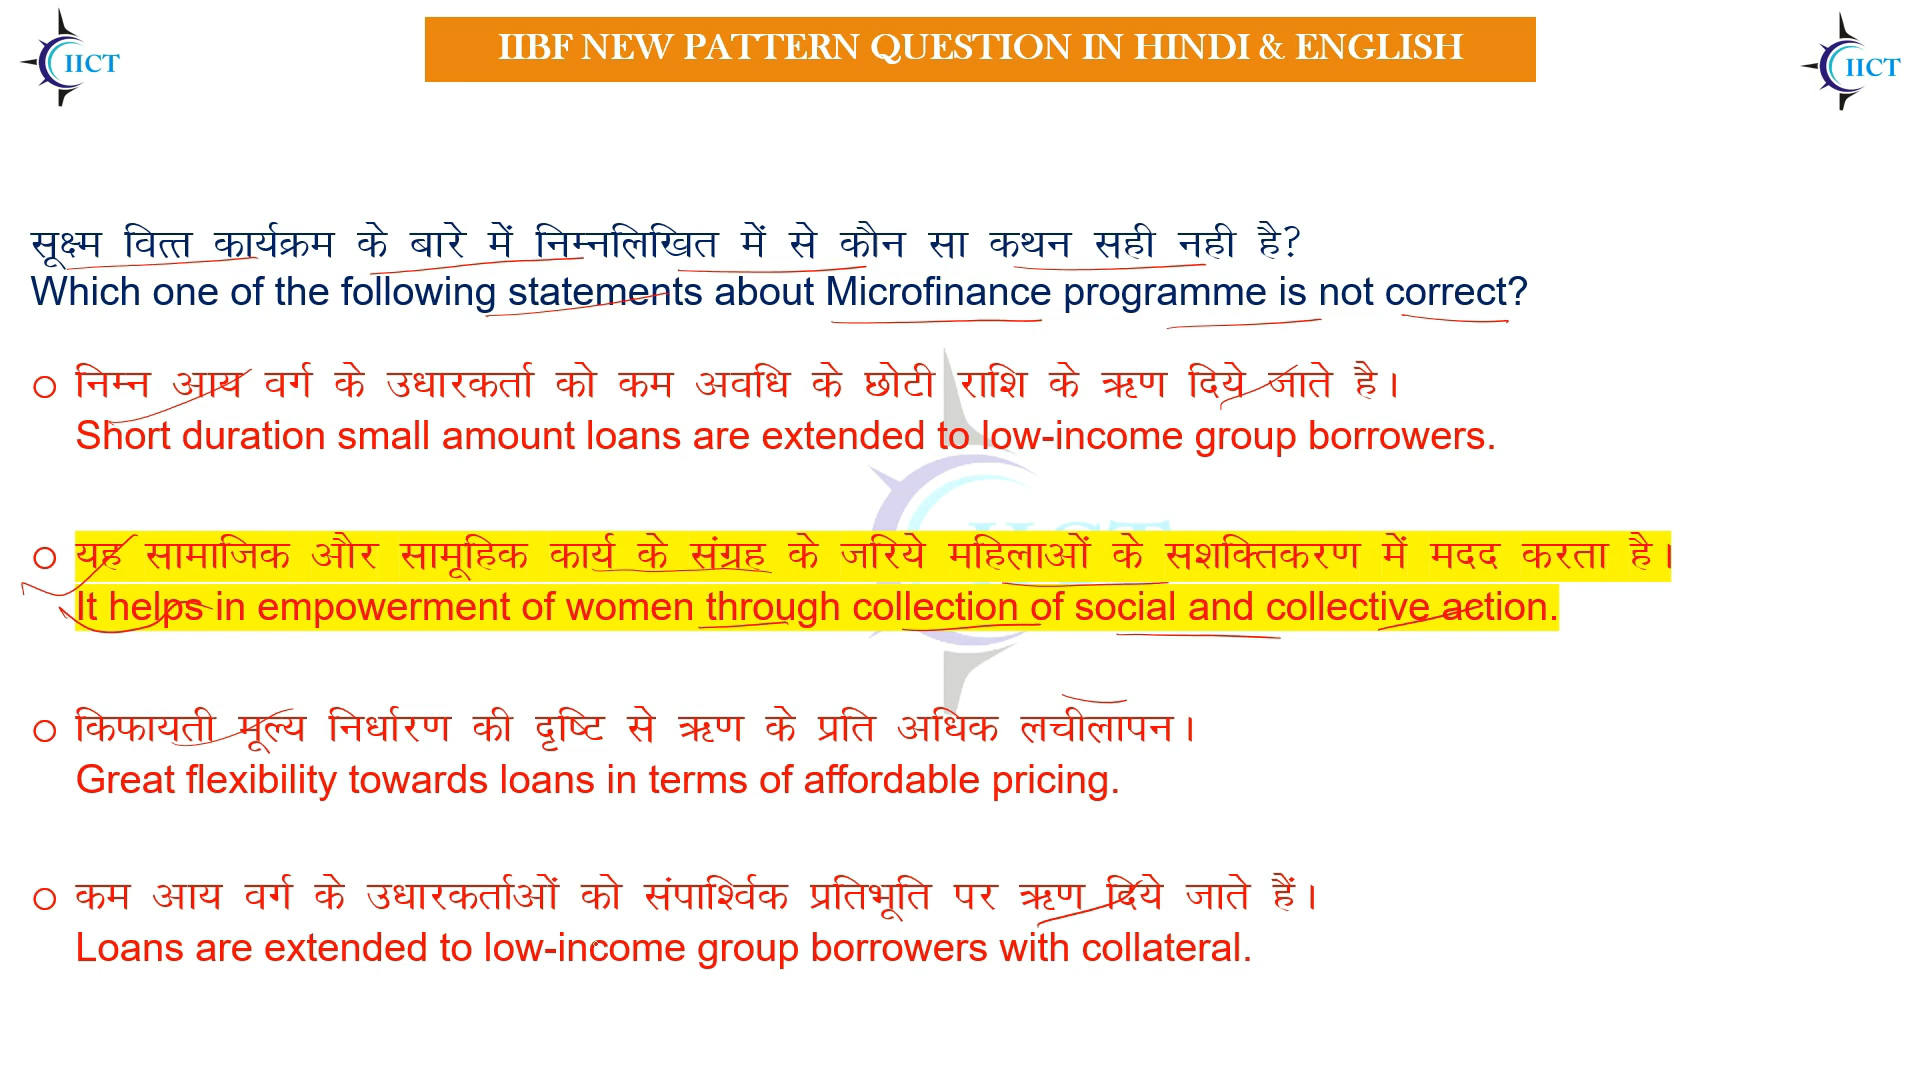 IICT
IIBF NEW PATTERN QUESTION IN HINDI & ENGLISH
IICT
सूक्ष्म वित्त कार्यक्रम के बारे में निम्नलिखित में से कौन सा कथन सही नही है?
Which one of the following statements about Microfinance programme is not correct?
निम्न आय वर्ग के उधारकर्ता को कम अवधि के छोटी राशि के ऋण दिये जाते है।
Short duration small amount loans are extended to low-income group borrowers.
यह सामाजिक और सामूहिक कार्य के संग्रह के जरिये महिलाओं के सशक्तिकरण में मदद करता है।
It helps in empowerment of women through collection of social and collective action.
किफायती मूल्य निर्धारण की दृष्टि से ऋण के प्रति अधिक लचीलापन।
Great flexibility towards loans in terms of affordable pricing.
कम आय वर्ग के उधारकर्ताओं को संपार्श्विक प्रतिभूति पर ऋण दिये जाते हैं।
Loans are extended to low-income group borrowers with collateral.